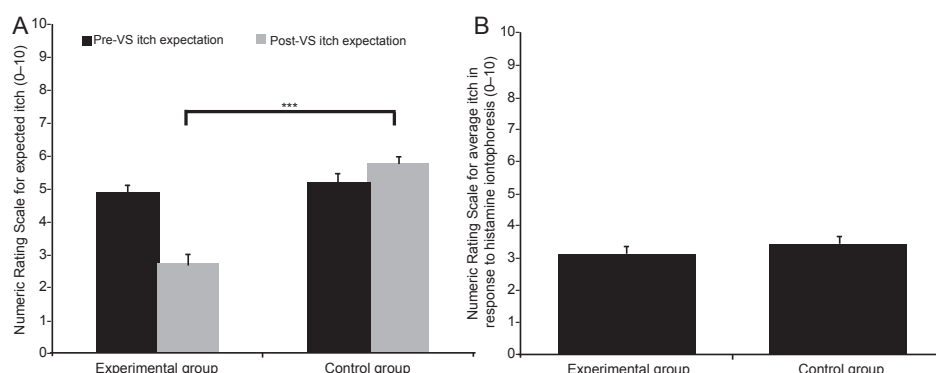 A
Numeric Rating Scale for expected itch (0–10)
10
9
8
7
6
5
4
3
2
1
0
Pre-VS itch expectation
Post-VS itch expectation
***
Experimental group
Control group
B
Numeric Rating Scale for average itch in
response to histamine iontophoresis (0–10)
10
9
8
7
6
5
4
3
2
1
0
Experimental group
Control group